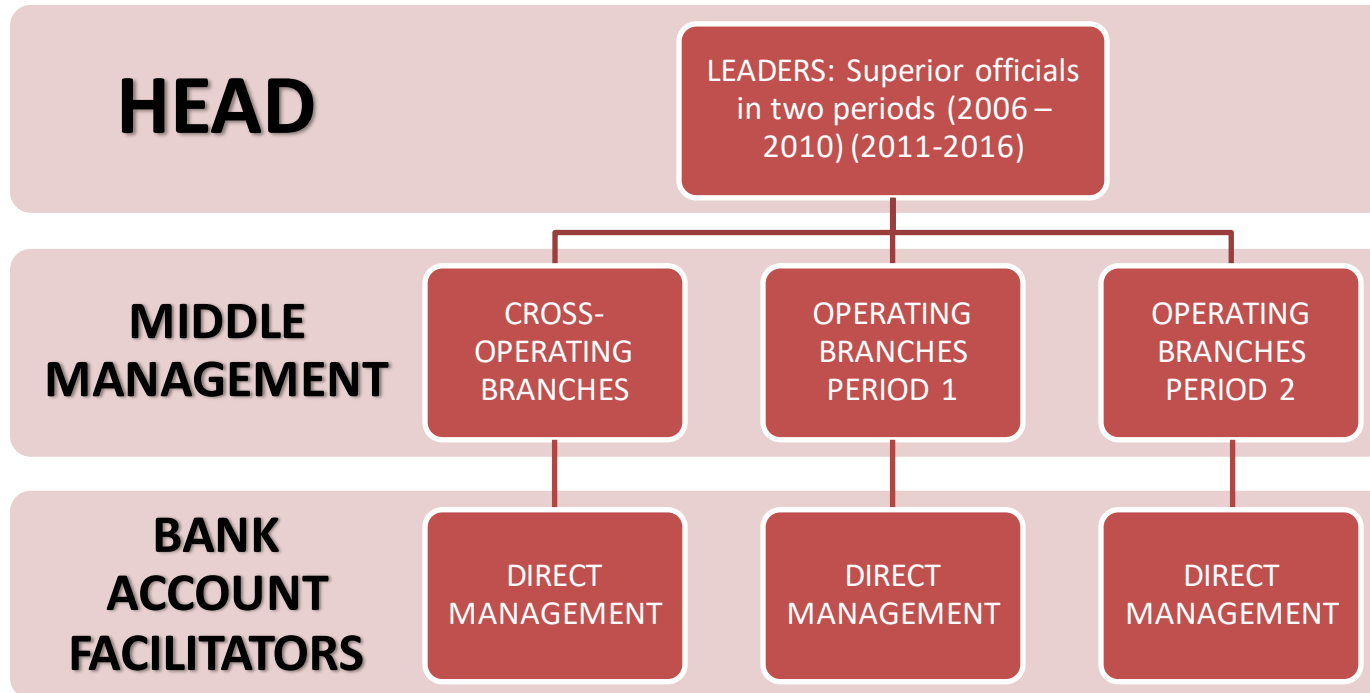 HEAD
LEADERS: Superior officials
in two periods (2006 –
2010) (2011-2016)
MIDDLE
MANAGEMENT
CROSS-
OPERATING
BRANCHES
OPERATING
BRANCHES
PERIOD 1
OPERATING
BRANCHES
PERIOD 2
BANK
ACCOUNT
FACILITATORS
DIRECT
MANAGEMENT
DIRECT
MANAGEMENT
DIRECT
MANAGEMENT